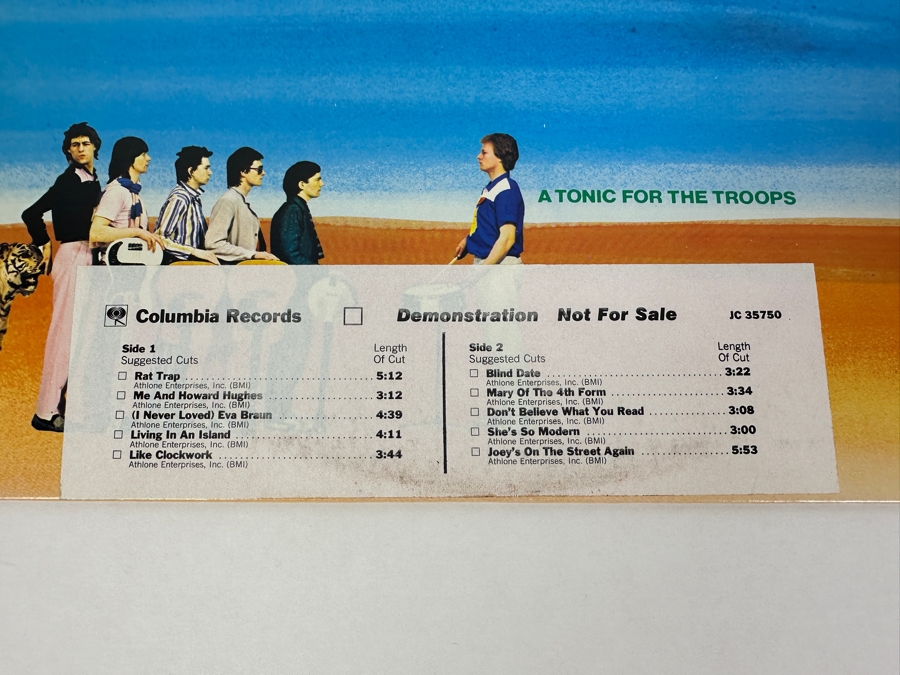 A TONIC FOR THE TROOPS
Columbia Records Demonstration Not For Sale JC 35750
Side 1 Length
Suggested Cuts Of Cut
Rat Trap 5:12
Athlone Enterprises, Inc. (BMI)
Me And Howard Hughes 3:12
Athlone Enterprises, Inc. (BMI)
(I Never Loved) Eva Braun 4:39
Athlone Enterprises, Inc. (BMI)
Living In An Island 4:11
Athlone Enterprises, Inc. (BMI)
Like Clockwork 3:44
Athlone Enterprises, Inc. (BMI)
Side 2 Length
Suggested Cuts Of Cut
Blind Date 3:22
Athlone Enterprises, Inc. (BMI)
Mary Of The 4th Form 3:34
Athlone Enterprises, Inc. (BMI)
Don't Believe What You Read 3:08
Athlone Enterprises, Inc. (BMI)
She's So Modern 3:00
Athlone Enterprises, Inc. (BMI)
Joey's On The Street Again 5:53
Athlone Enterprises, Inc. (BMI)